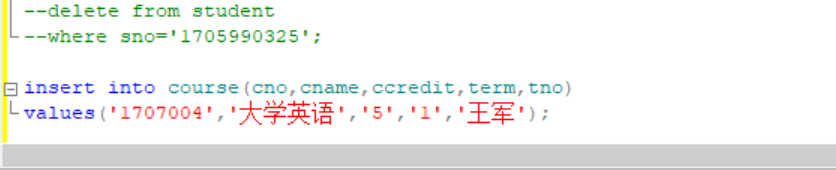 --delete from student
--where sno='1705990325';
insert into course(cno,cname,ccredit,term,tno)
values('1707004','大学英语','5','1','王军');